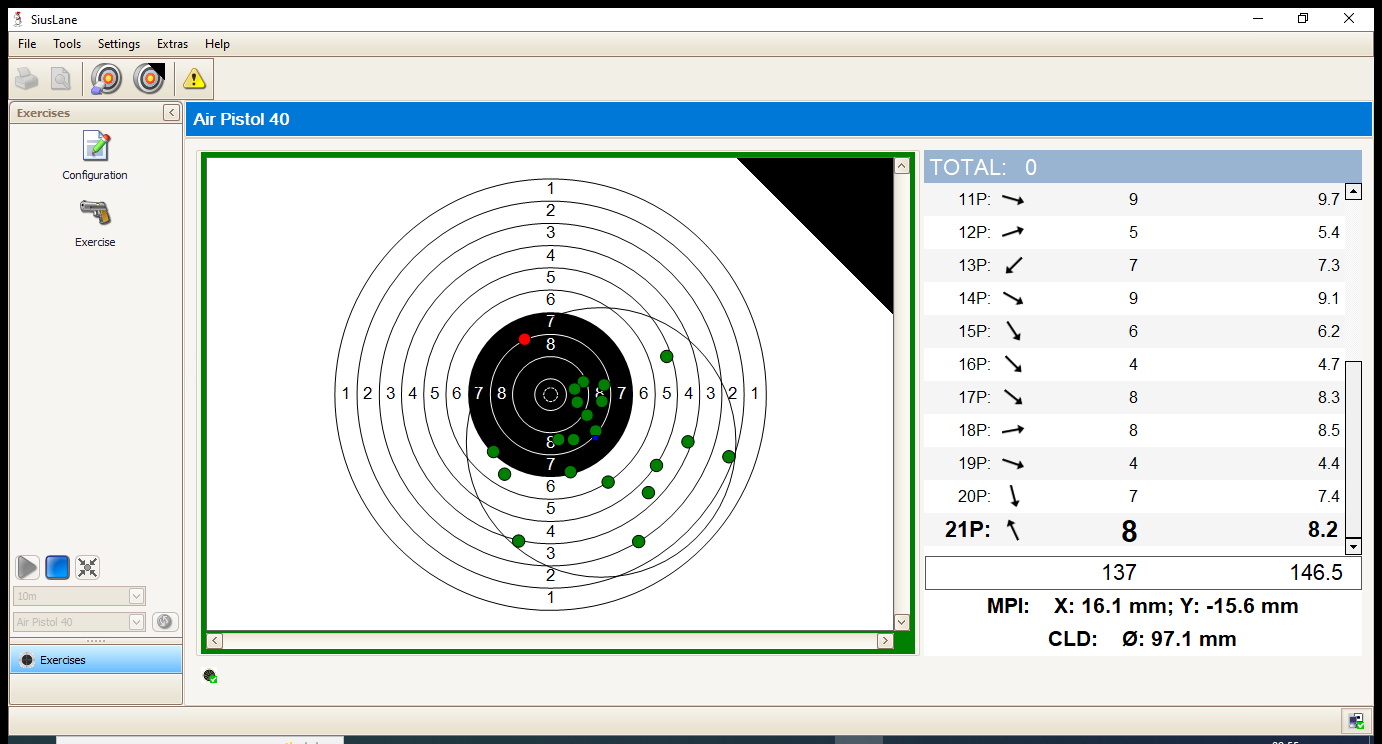 SiusLane
File Tools Settings Extras Help
Exercises
Configuration
Exercise
10m
Air Pistol 40
Exercises
Air Pistol 40
1
2
3
4
5
6
7
8
1 2 3 4 5 6 7 8 8 7 6 5 4 3 2 1
8
7
6
5
4
3
2
1
TOTAL: 0
11P: 9 9.7
12P: 5 5.4
13P: 7 7.3
14P: 9 9.1
15P: 6 6.2
16P: 4 4.7
17P: 8 8.3
18P: 8 8.5
19P: 4 4.4
20P: 7 7.4
21P: 8 8.2
137 146.5
MPI: X: 16.1 mm; Y: -15.6 mm
CLD: Ø: 97.1 mm